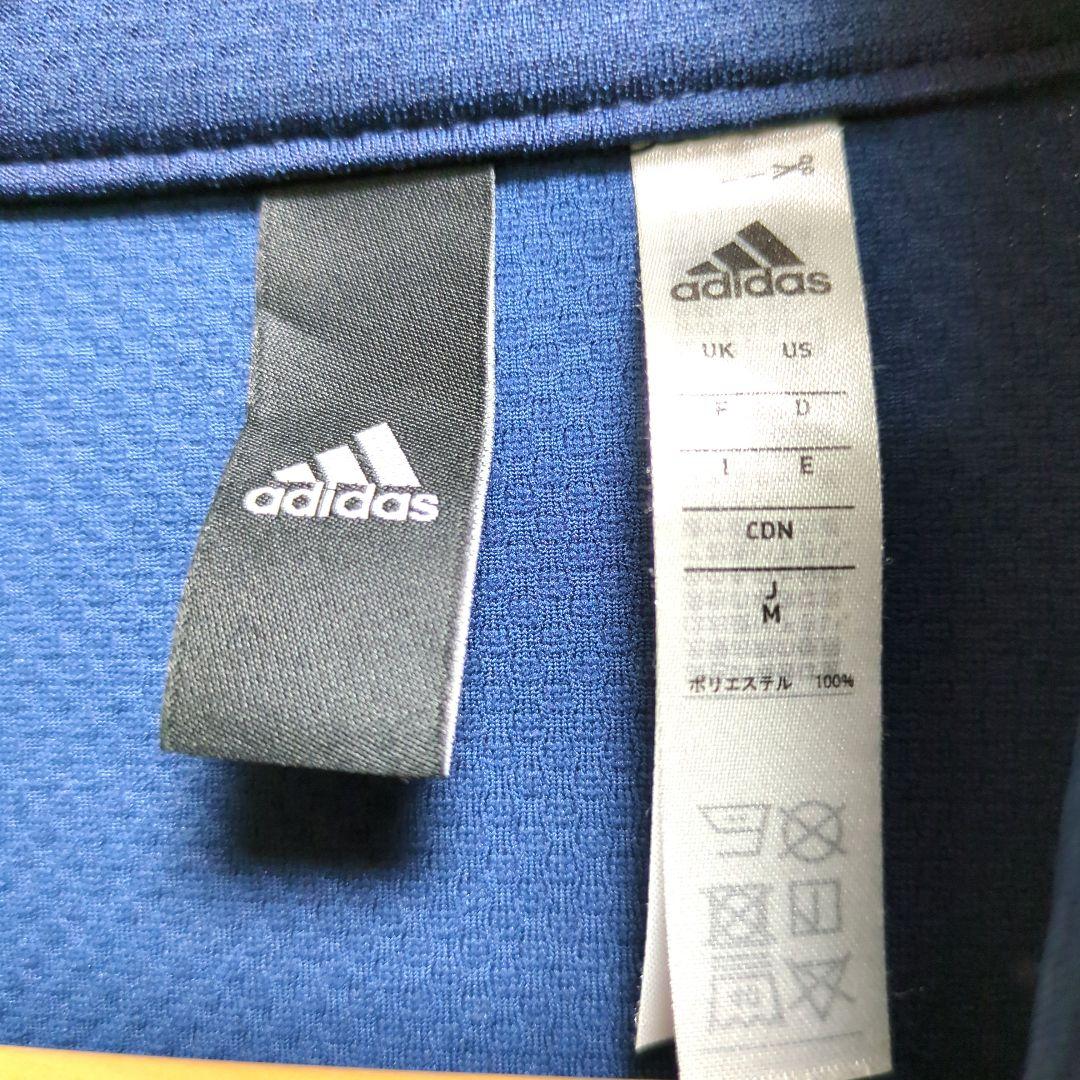 adidas
adidas
UK US
F D
I E
CDN
J
M
ポリエステル 100%